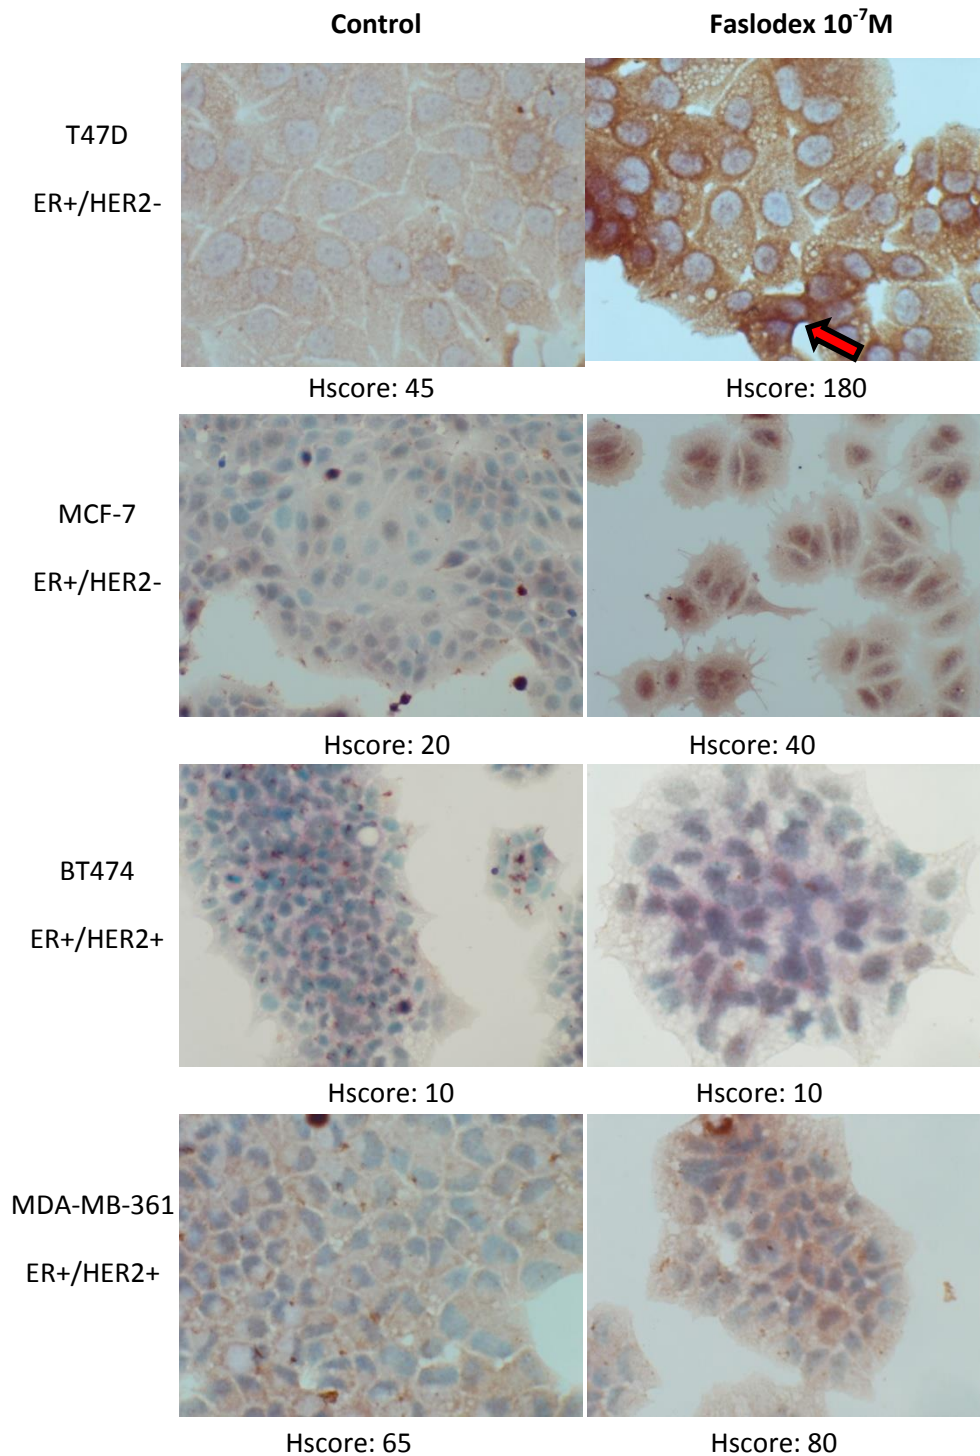 Control Faslodex 10⁻⁷M
T47D
ER+/HER2-
Hscore: 45 Hscore: 180
MCF-7
ER+/HER2-
Hscore: 20 Hscore: 40
BT474
ER+/HER2+
Hscore: 10 Hscore: 10
MDA-MB-361
ER+/HER2+
Hscore: 65 Hscore: 80